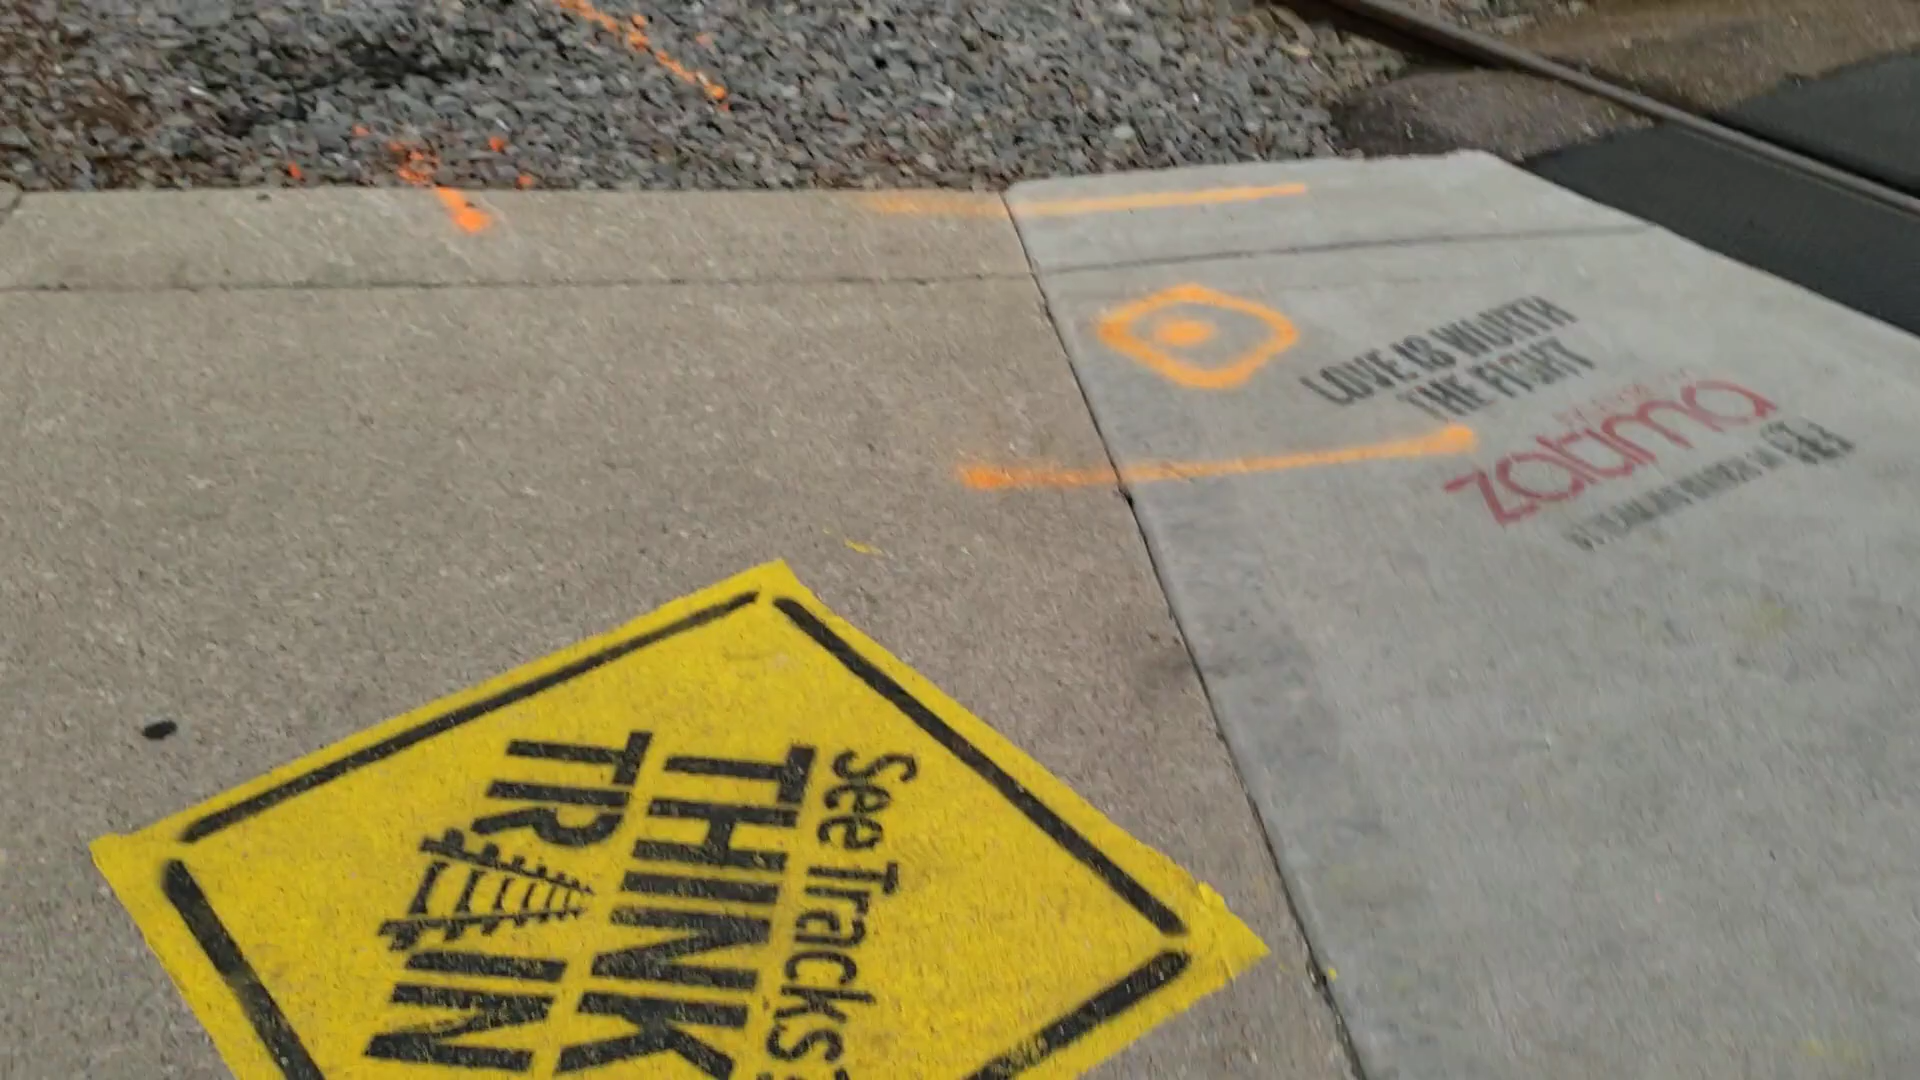 See Tracks?
THINK
TRAIN
LOVE IS WORTH
THE FIGHT
zatima